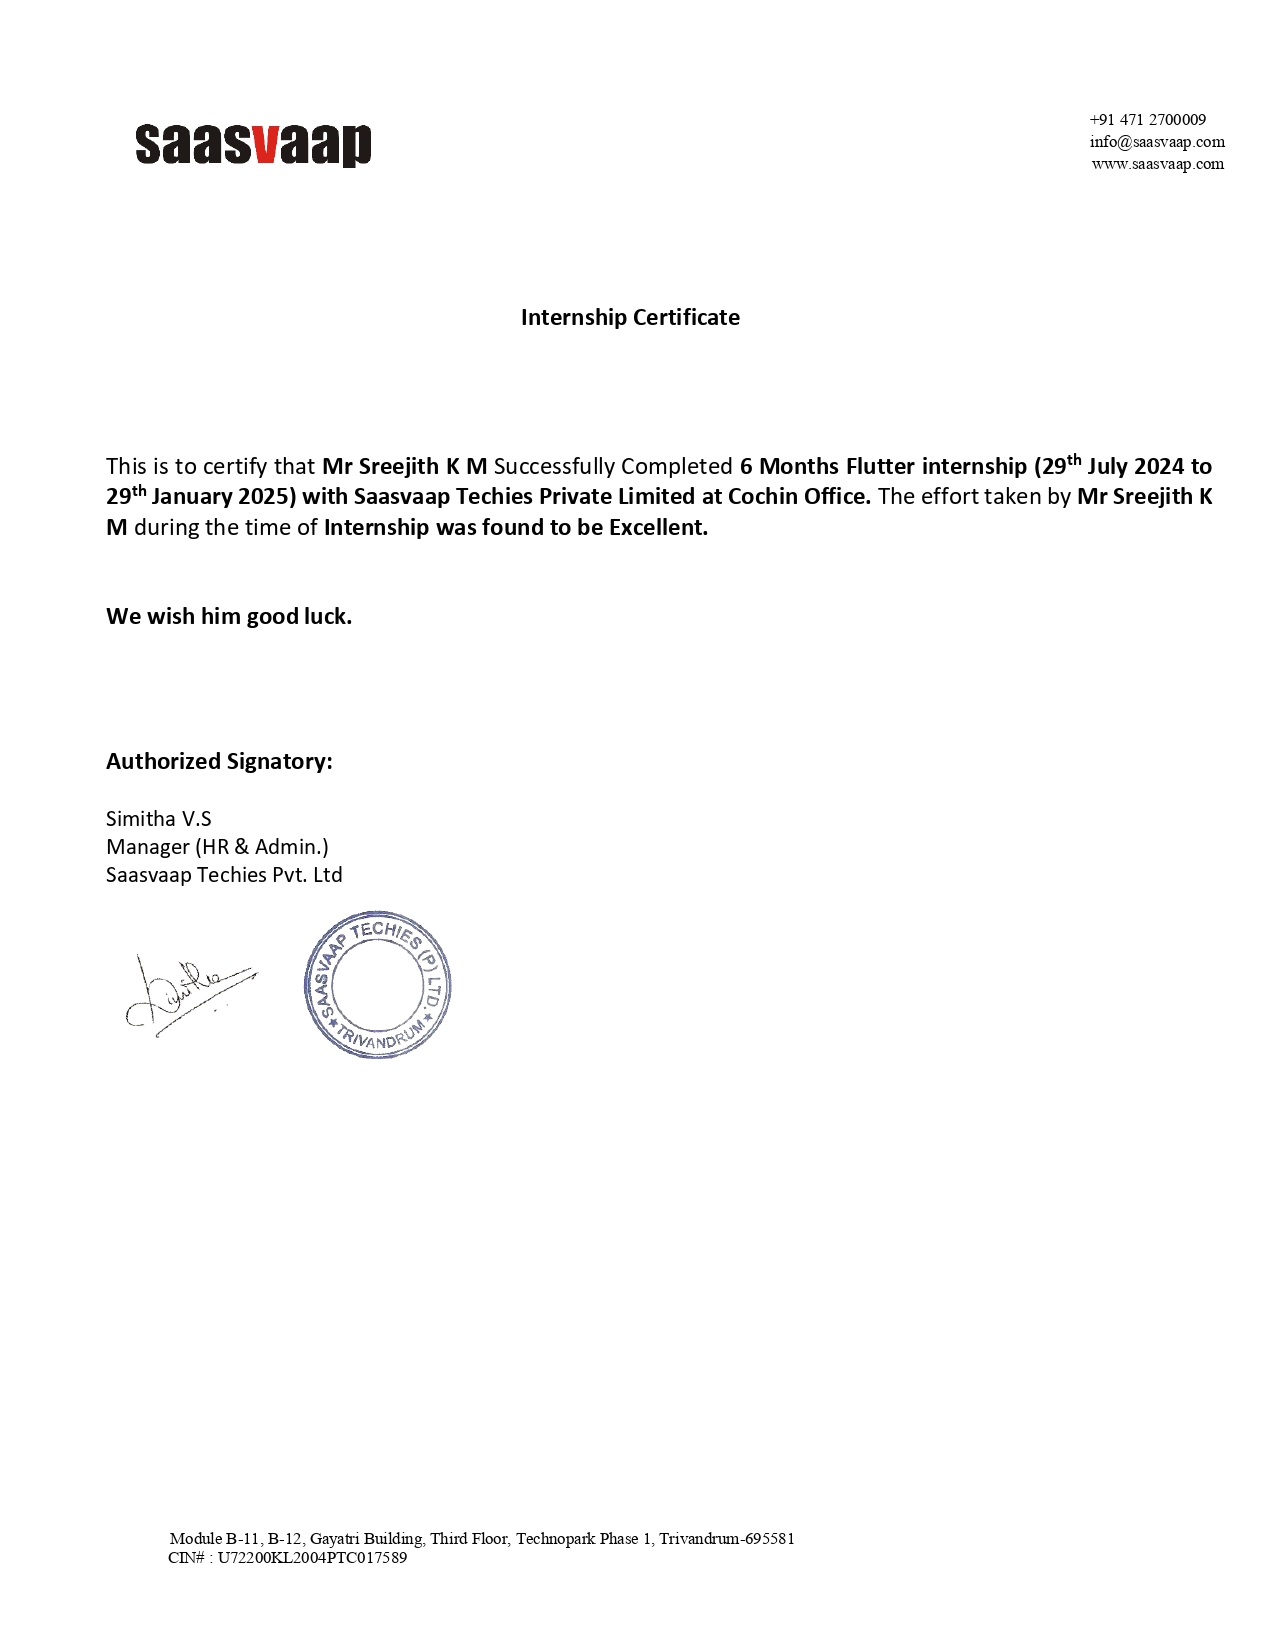 saasvaap
+91 471 2700009
info@saasvaap.com
www.saasvaap.com
Internship Certificate
This is to certify that Mr Sreejith K M Successfully Completed 6 Months Flutter internship (29th July 2024 to
29th January 2025) with Saasvaap Techies Private Limited at Cochin Office. The effort taken by Mr Sreejith K
M during the time of Internship was found to be Excellent.
We wish him good luck.
Authorized Signatory:
Simitha V.S
Manager (HR & Admin.)
Saasvaap Techies Pvt. Ltd
SAASVAAP TECHIES (P) LTD.
★ TRIVANDRUM ★
Module B-11, B-12, Gayatri Building, Third Floor, Technopark Phase 1, Trivandrum-695581
CIN# : U72200KL2004PTC017589